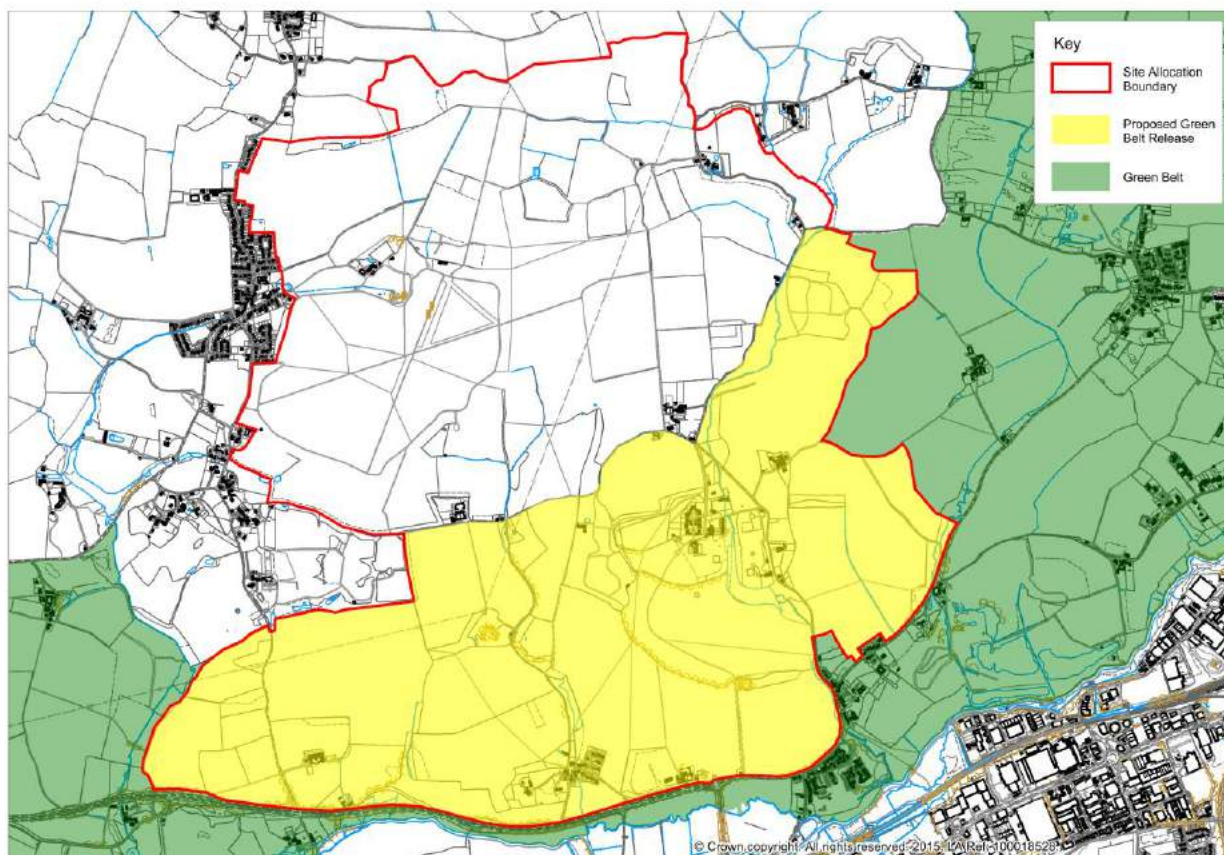 Key
Site Allocation
Boundary
Proposed Green
Belt Release
Green Belt
© Crown copyright. All rights reserved. 2015. LA Ref: 100018528.